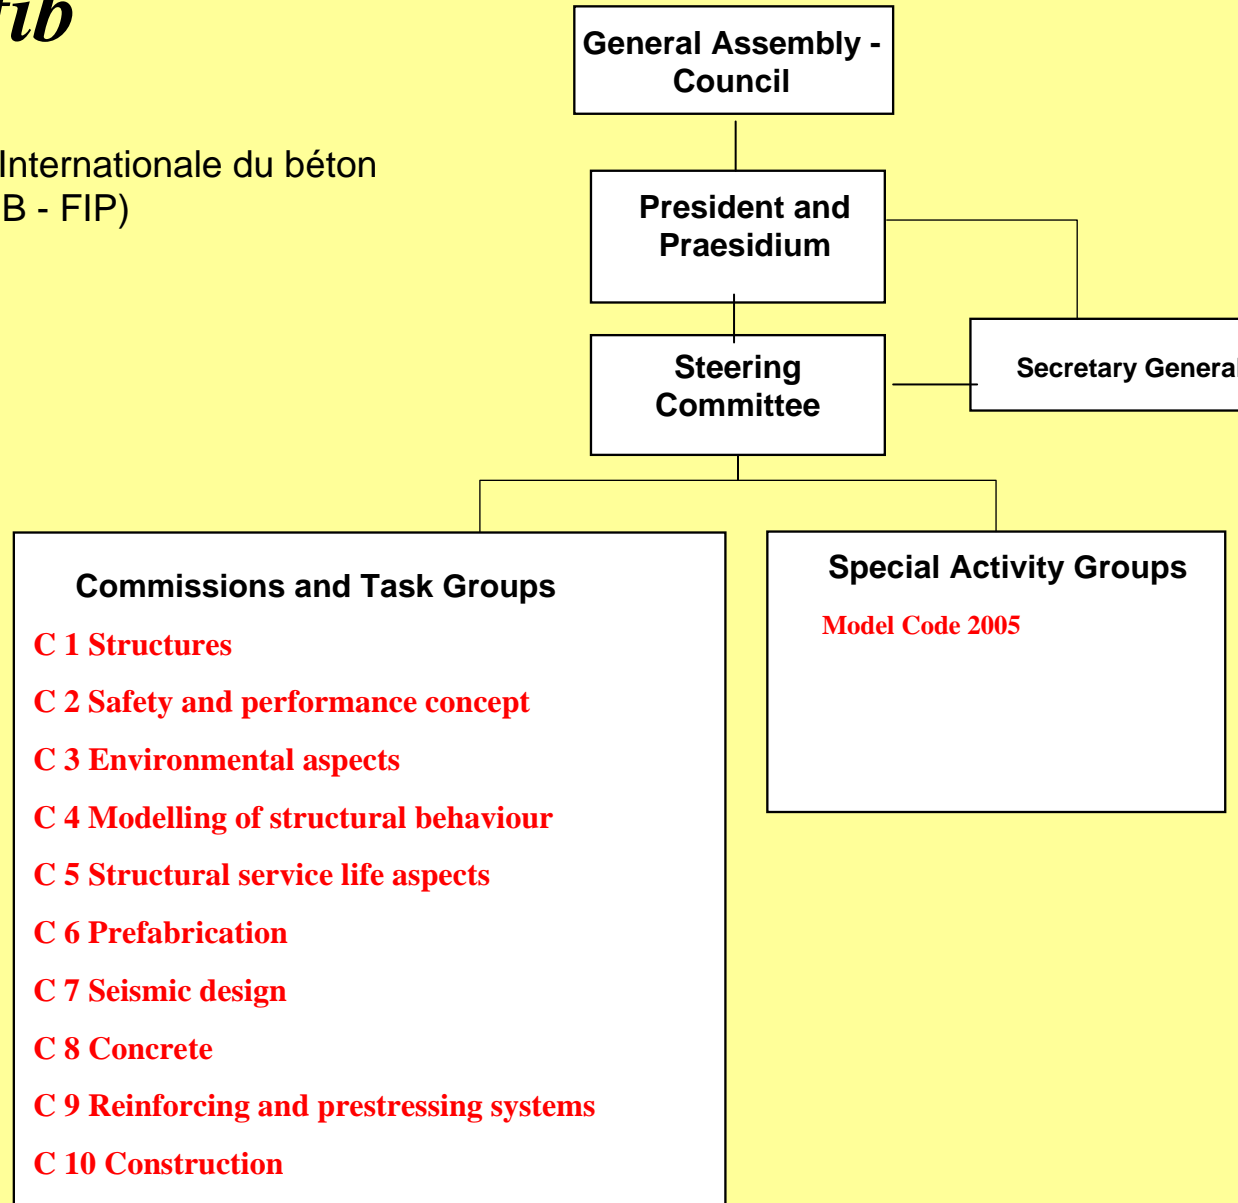 fib
Internationale du béton
B - FIP)
General Assembly -
Council
President and
Praesidium
Steering
Committee
Secretary General
Commissions and Task Groups
C 1 Structures
C 2 Safety and performance concept
C 3 Environmental aspects
C 4 Modelling of structural behaviour
C 5 Structural service life aspects
C 6 Prefabrication
C 7 Seismic design
C 8 Concrete
C 9 Reinforcing and prestressing systems
C 10 Construction
Special Activity Groups
Model Code 2005